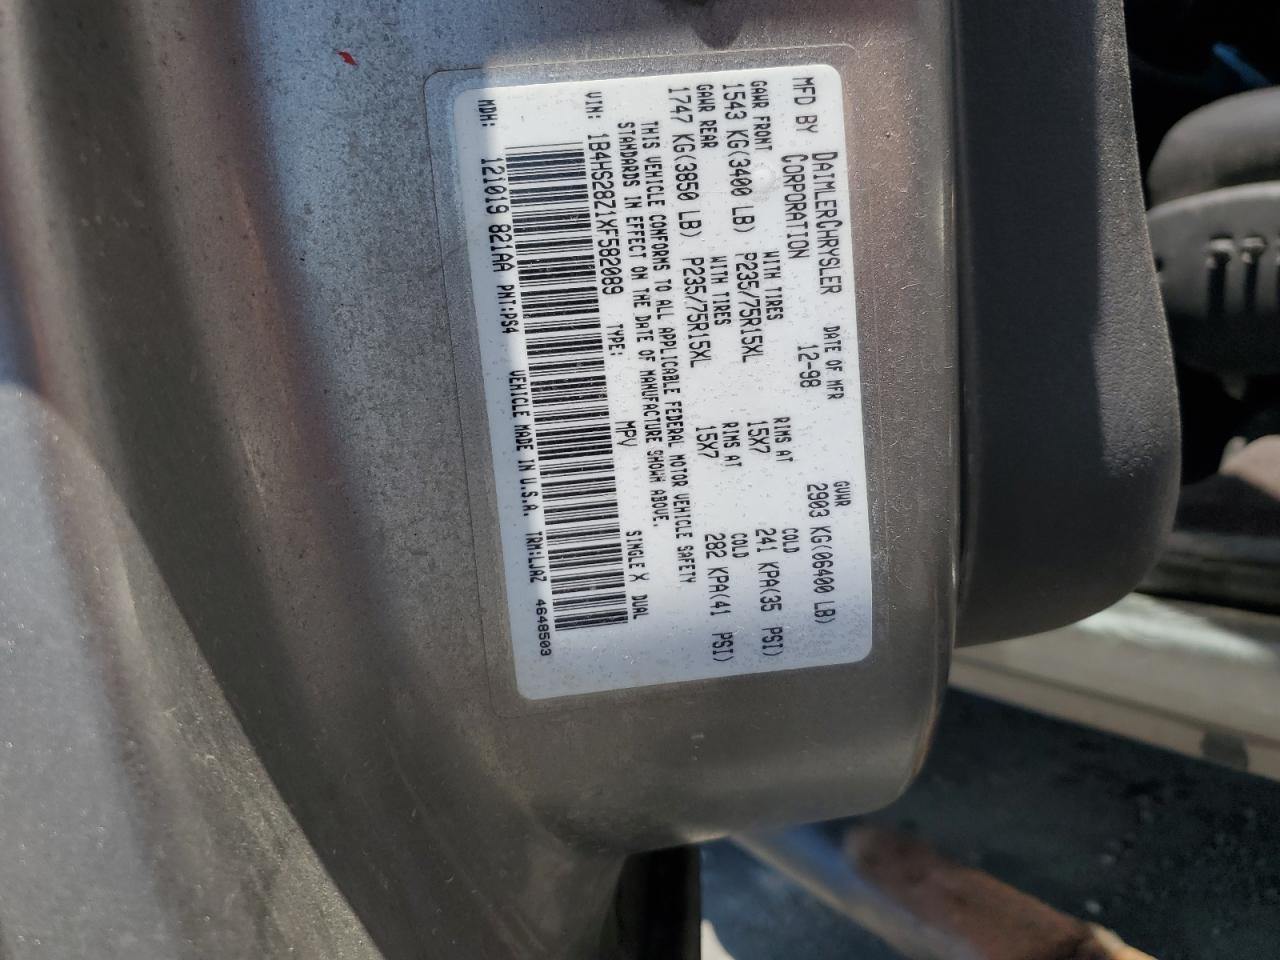 MFD BY DAIMLERCHRYSLER CORPORATION DATE OF MFR 12-98 GVWR 2903 KG(06400 LB)
GAWR FRONT WITH TIRES RIMS AT COLD
1543 KG(3400 LB) P235/75R15XL 15X7 241 KPA(35 PSI)
GAWR REAR WITH TIRES RIMS AT COLD
1747 KG(3850 LB) P235/75R15XL 15X7 282 KPA(41 PSI)
THIS VEHICLE CONFORMS TO ALL APPLICABLE FEDERAL MOTOR VEHICLE SAFETY
STANDARDS IN EFFECT ON THE DATE OF MANUFACTURE SHOWN ABOVE.
VIN: 1B4HS28Z1XF582089 TYPE: MPV SINGLE X DUAL
MDH: 121019 821AA PNT:PS4 VEHICLE MADE IN U.S.A. TRM:LJAZ 4648503